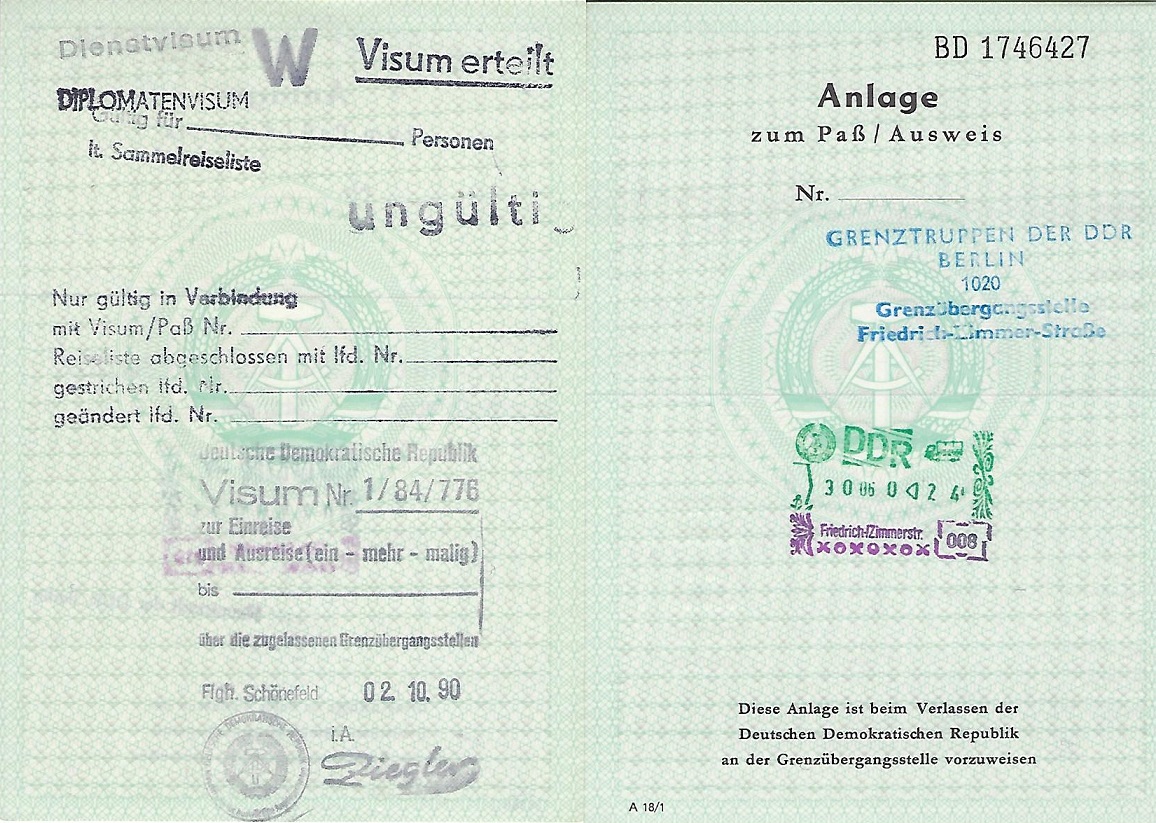 Dienstvisum
W
Visum erteilt
DIPLOMATENVISUM
Gültig für Personen
lt. Sammelreiseliste
ungülti
Nur gültig in Verbindung
mit Visum/Paß Nr.
Reiseliste abgeschlossen mit lfd. Nr.
gestrichen lfd. Nr.
geändert lfd. Nr.
Deutsche Demokratische Republik
Visum Nr. 1/84/776
zur Einreise
und Ausreise (ein - mehr - malig)
bis
über die zugelassenen Grenzübergangsstellen
Flgh. Schönefeld 02. 10. 90
i.A.
Ziegler
BD 1746427
Anlage
zum Paß / Ausweis
Nr.
GRENZTRUPPEN DER DDR
BERLIN
1020
Grenzübergangsstelle
Friedrich-Zimmer-Straße
DDR
30 06 0 24
Friedrich-/Zimmerstr. 008
XOXOXOX
Diese Anlage ist beim Verlassen der
Deutschen Demokratischen Republik
an der Grenzübergangsstelle vorzuweisen
A 18/1